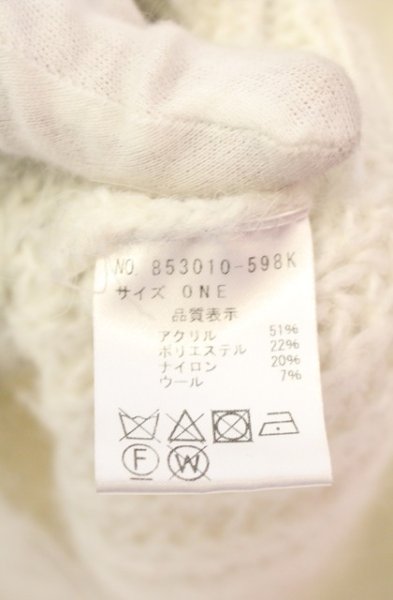 NO. 853010-598K
サイズ ONE
品質表示
アクリル 51%
ポリエステル 22%
ナイロン 20%
ウール 7%
F W